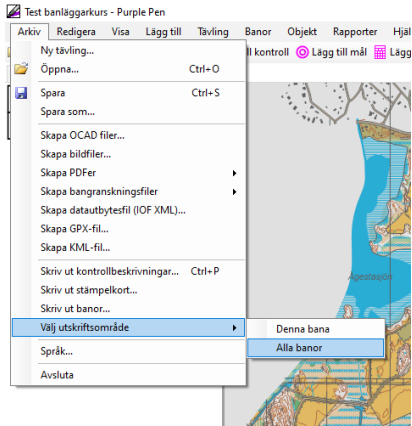 Test banläggarkurs - Purple Pen
Arkiv Redigera Visa Lägg till Tävling Banor Objekt Rapporter Hjäl
Ny tävling...
ll kontroll Lägg till mål Lägg
Öppna... Ctrl+O
Spara Ctrl+S
Spara som...
Skapa OCAD filer...
Skapa bildfiler...
Skapa PDFer
Skapa bangranskningsfiler
Skapa datautbytesfil (IOF XML)...
Skapa GPX-fil...
Skapa KML-fil...
Ågestasjön
Skriv ut kontrollbeskrivningar... Ctrl+P
Skriv ut stämpelkort...
Skriv ut banor...
Välj utskriftsområde
Denna bana
Alla banor
Språk...
Avsluta